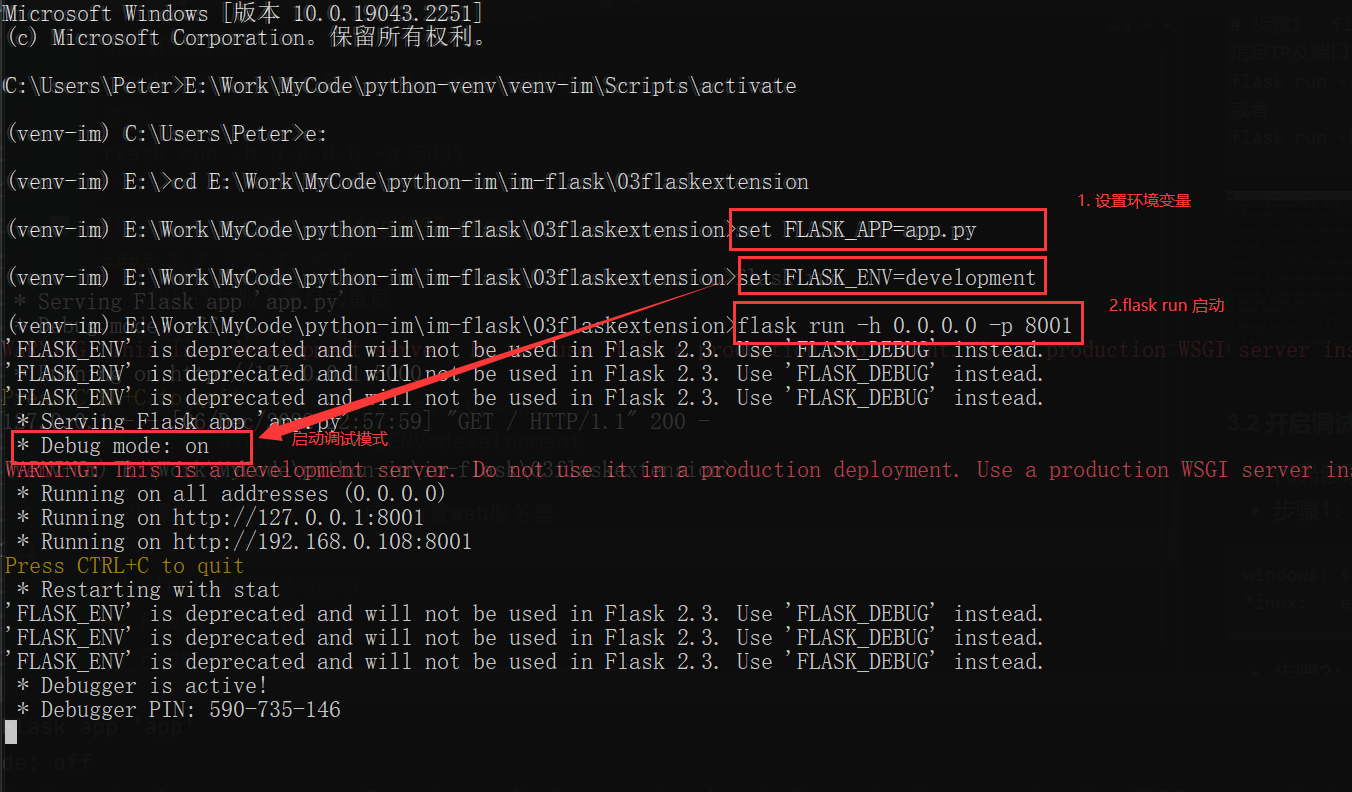 Microsoft Windows [版本 10.0.19043.2251]
(c) Microsoft Corporation。保留所有权利。
C:\Users\Peter>E:\Work\MyCode\python-venv\venv-im\Scripts\activate
(venv-im) C:\Users\Peter>e:
(venv-im) E:\>cd E:\Work\MyCode\python-im\im-flask\03flaskextension
1. 设置环境变量
(venv-im) E:\Work\MyCode\python-im\im-flask\03flaskextension>set FLASK_APP=app.py
(venv-im) E:\Work\MyCode\python-im\im-flask\03flaskextension>set FLASK_ENV=development
2.flask run 启动
(venv-im) E:\Work\MyCode\python-im\im-flask\03flaskextension>flask run -h 0.0.0.0 -p 8001
'FLASK_ENV' is deprecated and will not be used in Flask 2.3. Use 'FLASK_DEBUG' instead.
'FLASK_ENV' is deprecated and will not be used in Flask 2.3. Use 'FLASK_DEBUG' instead.
'FLASK_ENV' is deprecated and will not be used in Flask 2.3. Use 'FLASK_DEBUG' instead.
* Serving Flask app 'app.py'
* Debug mode: on
启动调试模式
WARNING: This is a development server. Do not use it in a production deployment. Use a production WSGI server ins
* Running on all addresses (0.0.0.0)
* Running on http://127.0.0.1:8001
* Running on http://192.168.0.108:8001
Press CTRL+C to quit
* Restarting with stat
'FLASK_ENV' is deprecated and will not be used in Flask 2.3. Use 'FLASK_DEBUG' instead.
'FLASK_ENV' is deprecated and will not be used in Flask 2.3. Use 'FLASK_DEBUG' instead.
'FLASK_ENV' is deprecated and will not be used in Flask 2.3. Use 'FLASK_DEBUG' instead.
* Debugger is active!
* Debugger PIN: 590-735-146